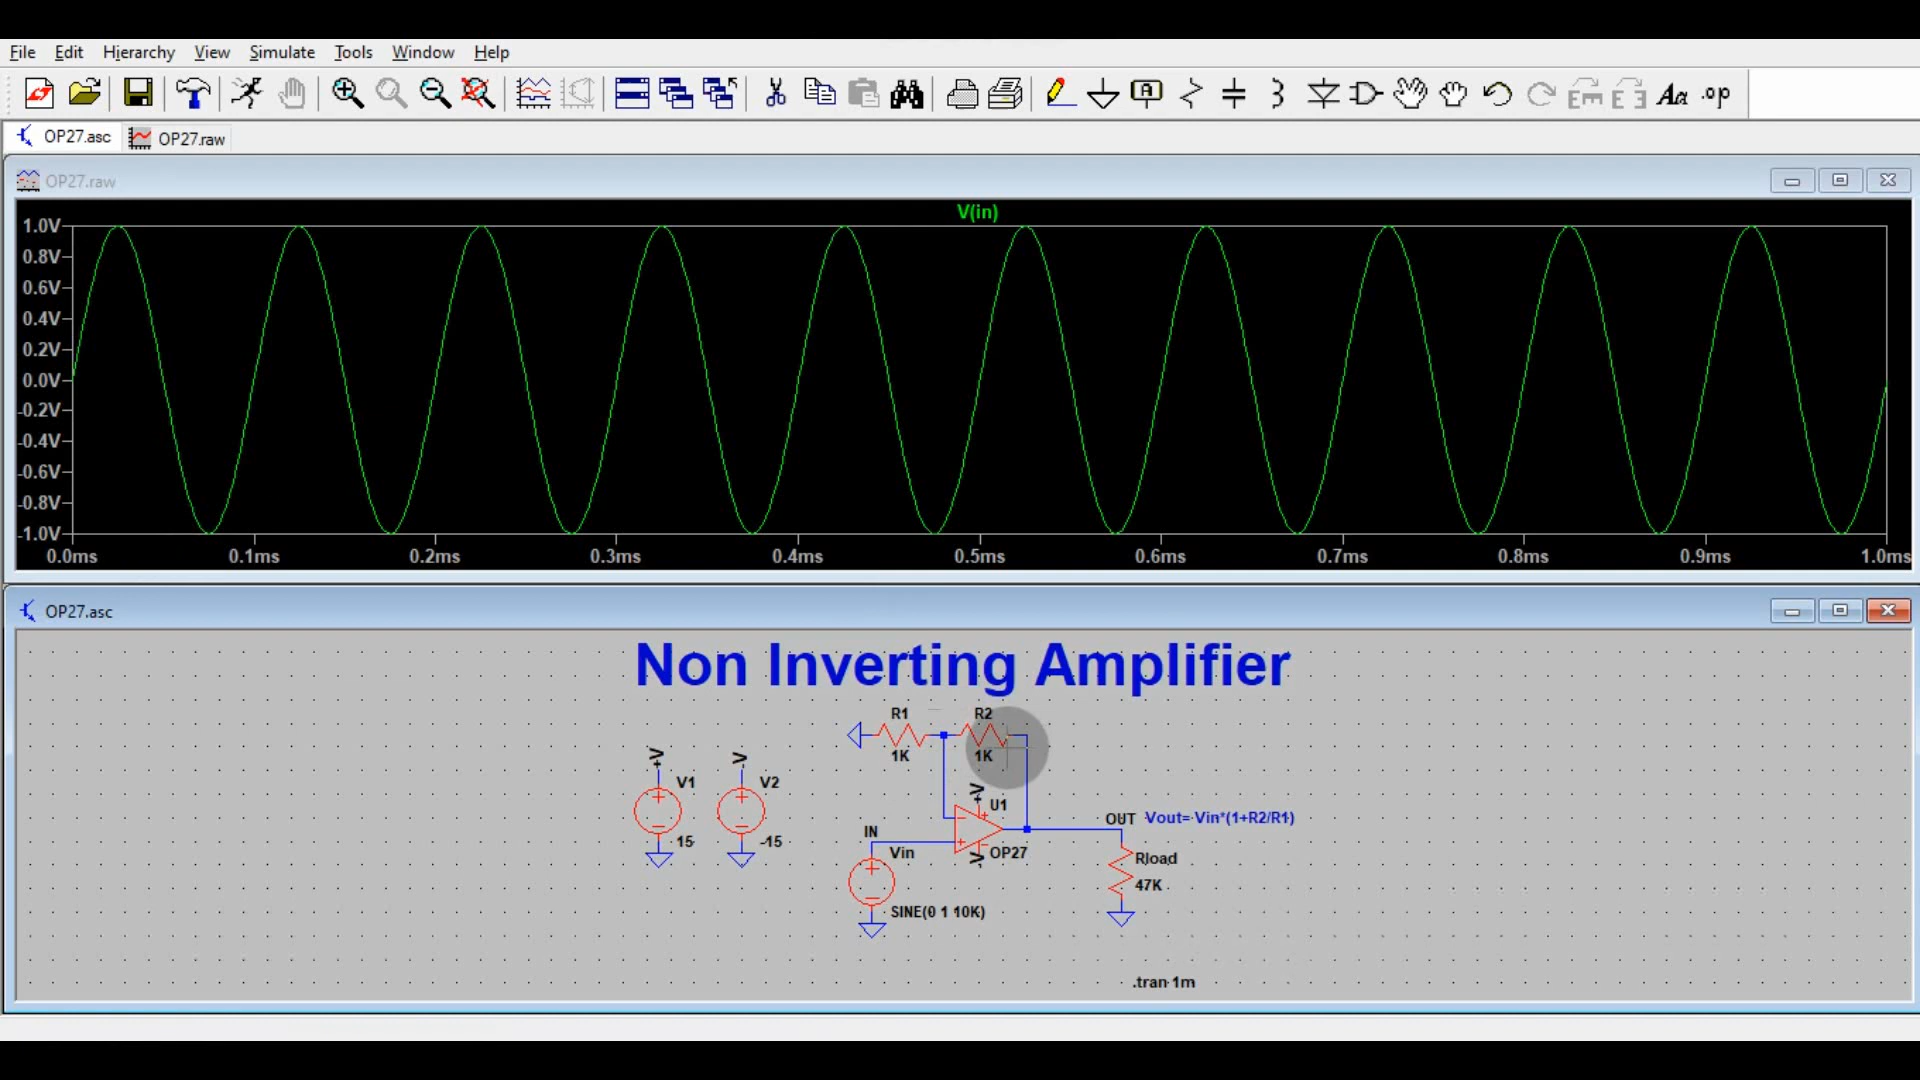 File Edit Hierarchy View Simulate Tools Window Help
A Aa .op
OP27.asc OP27.raw
OP27.raw
V(in)
1.0V
0.8V
0.6V
0.4V
0.2V
0.0V
-0.2V
-0.4V
-0.6V
-0.8V
-1.0V
0.0ms 0.1ms 0.2ms 0.3ms 0.4ms 0.5ms 0.6ms 0.7ms 0.8ms 0.9ms 1.0ms
OP27.asc
Non Inverting Amplifier
R1 R2
1K 1K
+V -V
V1 V2
+V U1
15 -15
OUT Vout= Vin*(1+R2/R1)
IN
Vin -V OP27
Rload
47K
SINE(0 1 10K)
.tran 1m